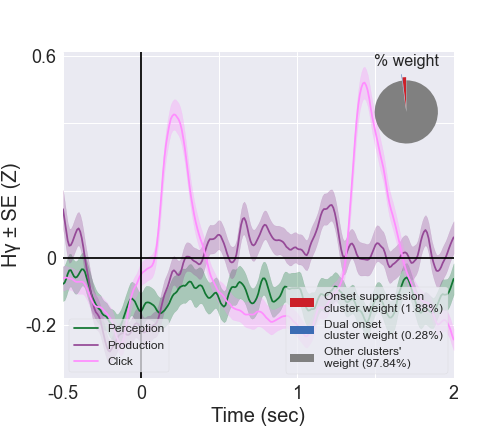 % weight
0.6
0
-0.2
Hγ ± SE (Z)
Perception
Production
Click
Onset suppression
cluster weight (1.88%)
Dual onset
cluster weight (0.28%)
Other clusters'
weight (97.84%)
-0.5
0
1
2
Time (sec)